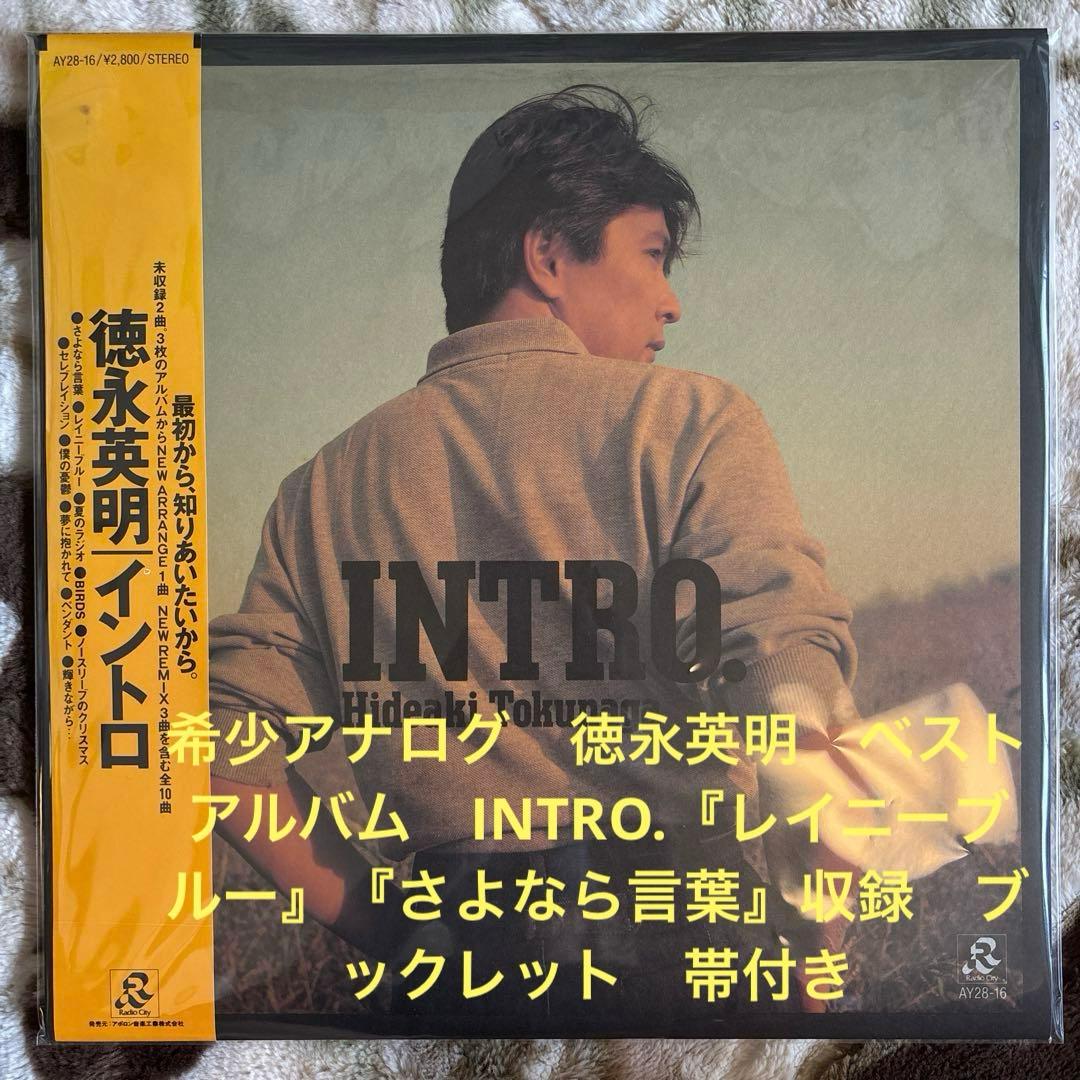 AY28-16/¥2,800/STEREO
最初から、知りあいたいから。
未収録2曲。3枚のアルバムからNEW ARRANGE 1曲 NEW REMIX 3曲を含む全10曲
徳永英明|イントロ
●さよなら言葉●レイニーブルー●夏のラジオ●BIRDS●ノースリーブのクリスマス
●セレブレイション●僕の憂鬱●夢に抱かれて●ペンダント●輝きながら…
Radio City
発売元:アポロン音楽工業株式会社
INTRO.
Hideaki Tokunaga
希少アナログ 徳永英明 ベスト
アルバム INTRO.『レイニーブ
ルー』『さよなら言葉』収録 ブ
ックレット 帯付き
Radio City
AY28-16